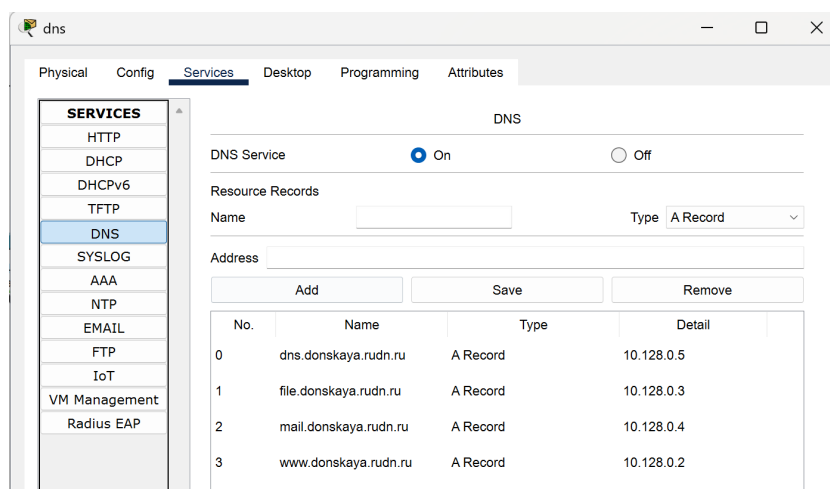 dns
Physical Config Services Desktop Programming Attributes
SERVICES
HTTP
DHCP
DHCPv6
TFTP
DNS
SYSLOG
AAA
NTP
EMAIL
FTP
IoT
VM Management
Radius EAP
DNS
DNS Service On Off
Resource Records
Name Type A Record
Address
Add Save Remove
No. Name Type Detail
0 dns.donskaya.rudn.ru A Record 10.128.0.5
1 file.donskaya.rudn.ru A Record 10.128.0.3
2 mail.donskaya.rudn.ru A Record 10.128.0.4
3 www.donskaya.rudn.ru A Record 10.128.0.2